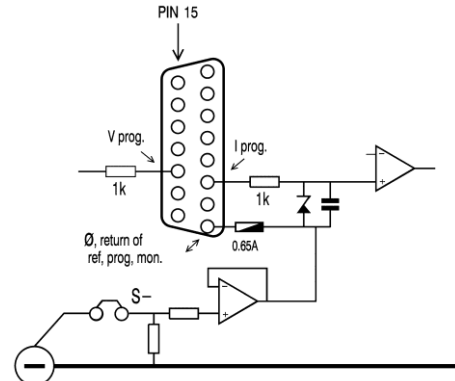 PIN 15
V prog.
I prog.
1k
1k
Ø, return of
ref, prog, mon.
0.65A
S–